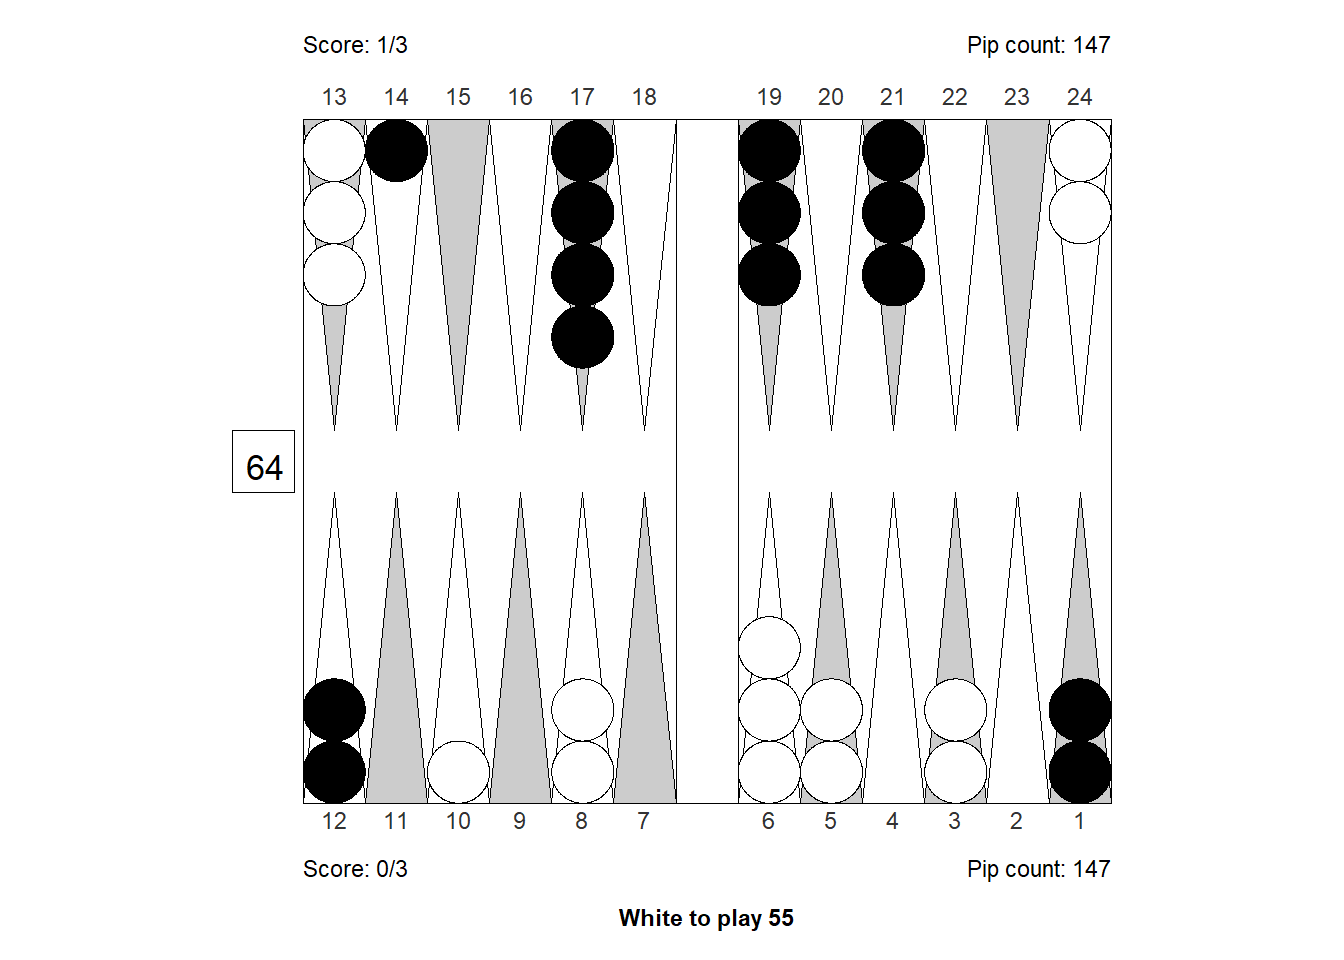 Score: 1/3 Pip count: 147
13 14 15 16 17 18 19 20 21 22 23 24
64
12 11 10 9 8 7 6 5 4 3 2 1
Score: 0/3 Pip count: 147
White to play 55